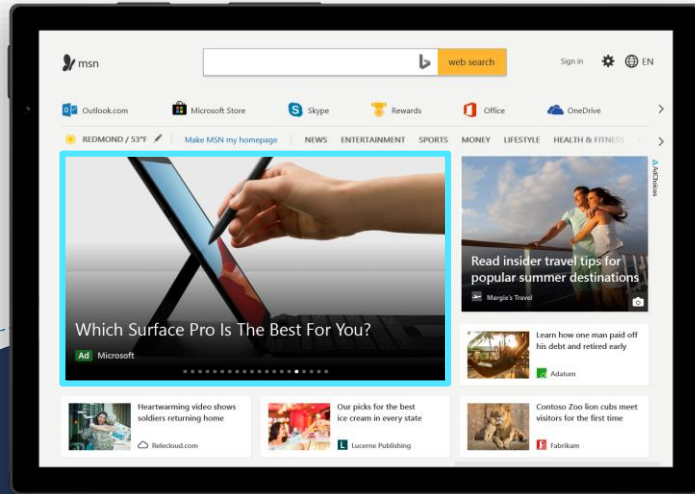 msn
web search
Sign in
EN
Outlook.com
Microsoft Store
Skype
Rewards
Office
OneDrive
REDMOND / 53°F
Make MSN my homepage
NEWS
ENTERTAINMENT
SPORTS
MONEY
LIFESTYLE
HEALTH & FITNESS
AdChoices
Which Surface Pro Is The Best For You?
Ad Microsoft
Read insider travel tips for
popular summer destinations
Margie's Travel
Learn how one man paid off
his debt and retired early
Adatum
Heartwarming video shows
soldiers returning home
Relecloud.com
Our picks for the best
ice cream in every state
Lucerne Publishing
Contoso Zoo lion cubs meet
visitors for the first time
Fabrikam